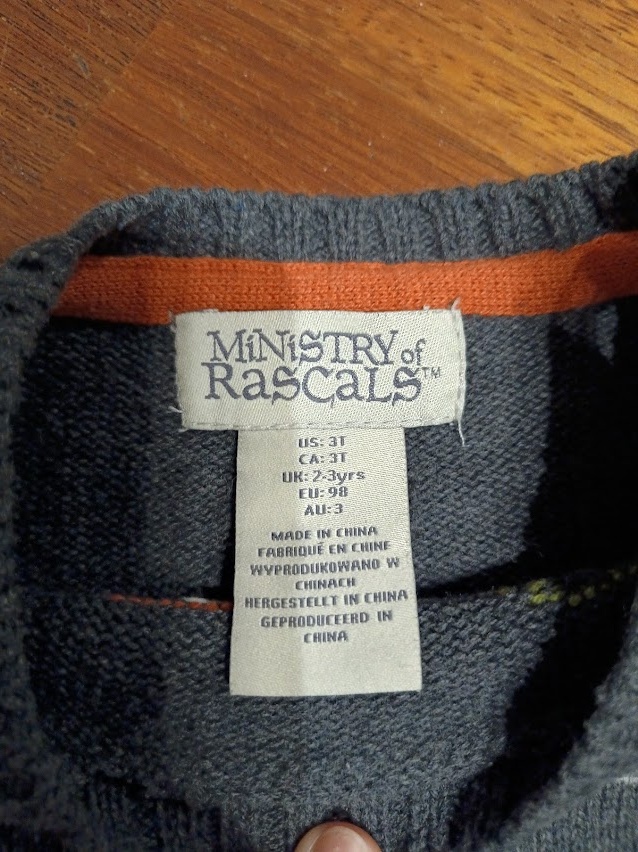 MiNiSTRY of
RaSCaLS™
US: 3T
CA: 3T
UK: 2-3yrs
EU: 98
AU: 3
MADE IN CHINA
FABRIQUÉ EN CHINE
WYPRODUKOWANO W
CHINACH
HERGESTELLT IN CHINA
GEPRODUCEERD IN
CHINA